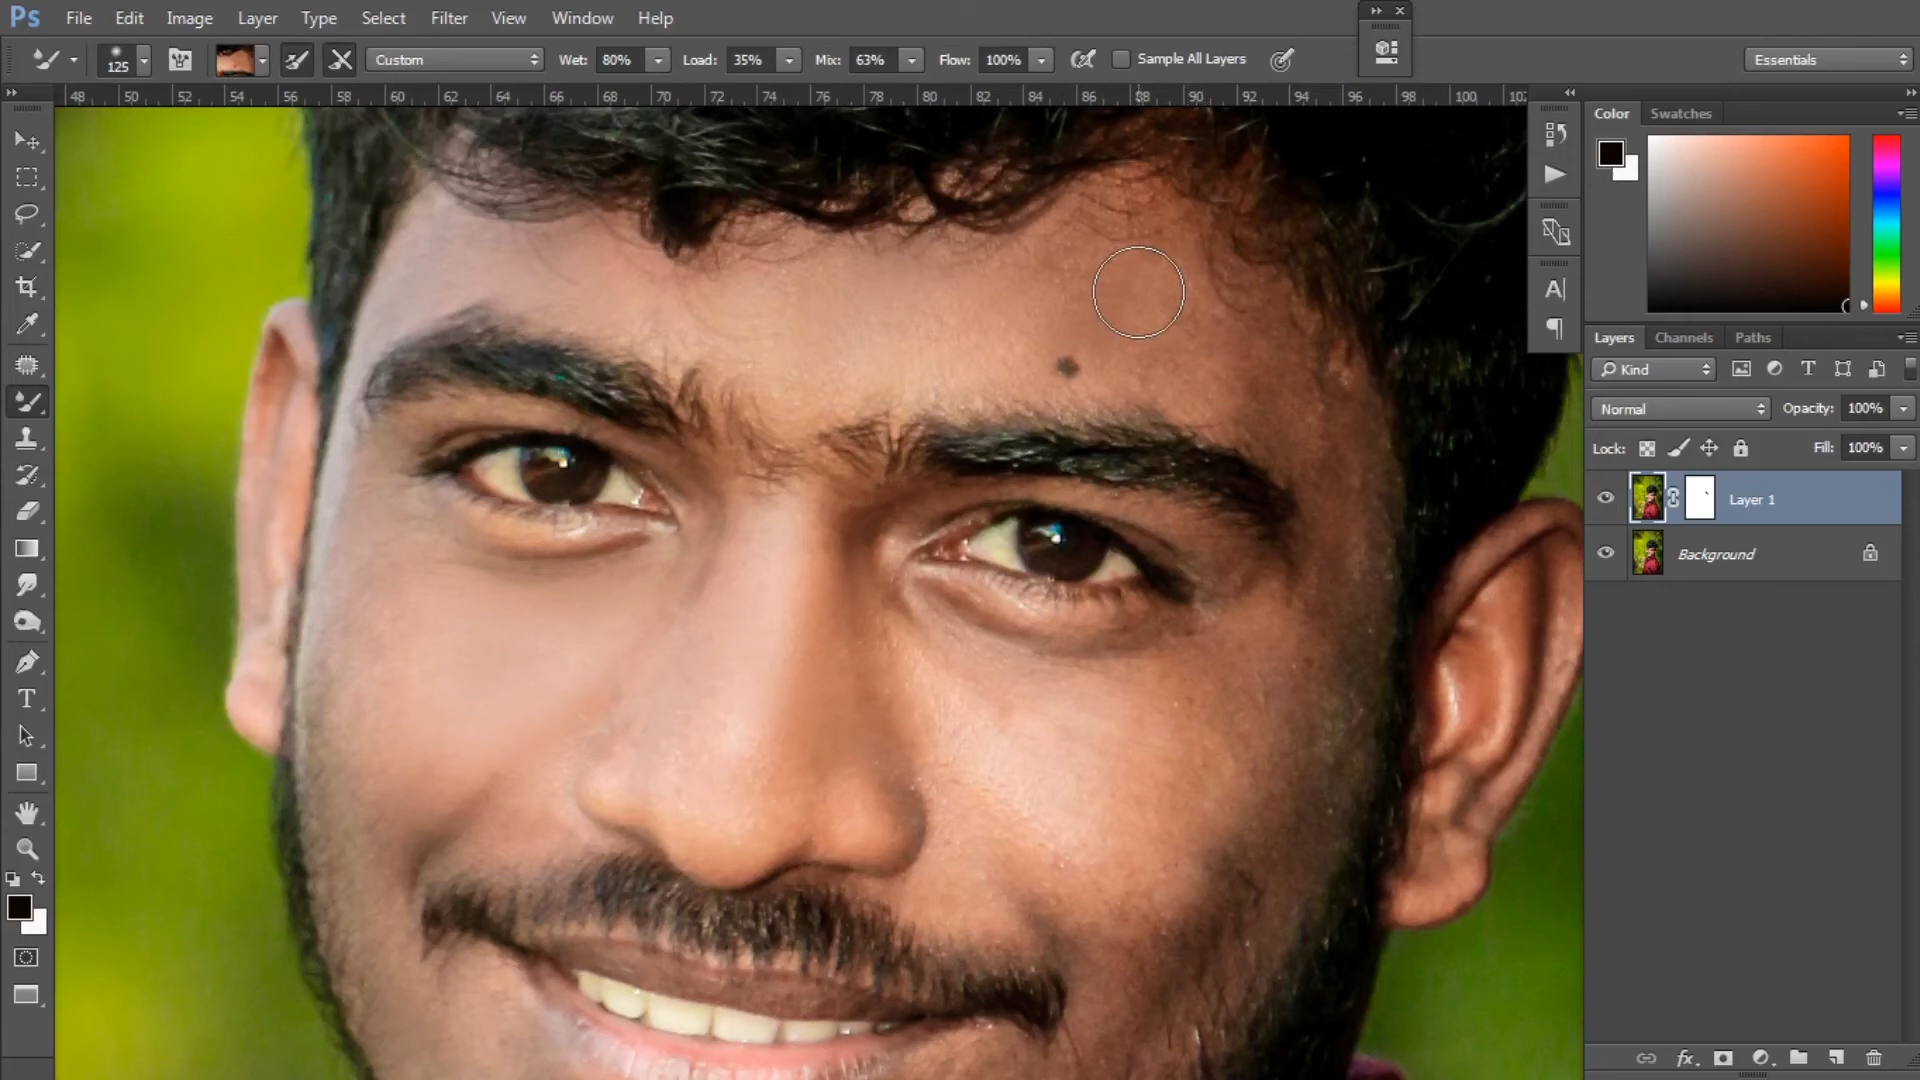 Ps File Edit Image Layer Type Select Filter View Window Help
125 Custom Wet: 80% Load: 35% Mix: 63% Flow: 100% Sample All Layers Essentials
48 50 52 54 56 58 60 62 64 66 68 70 72 74 76 78 80 82 84 86 88 90 92 94 96 98 100 102
Color Swatches
A
T
Layers Channels Paths
Kind
Normal Opacity: 100%
Lock: Fill: 100%
Layer 1
Background
fx